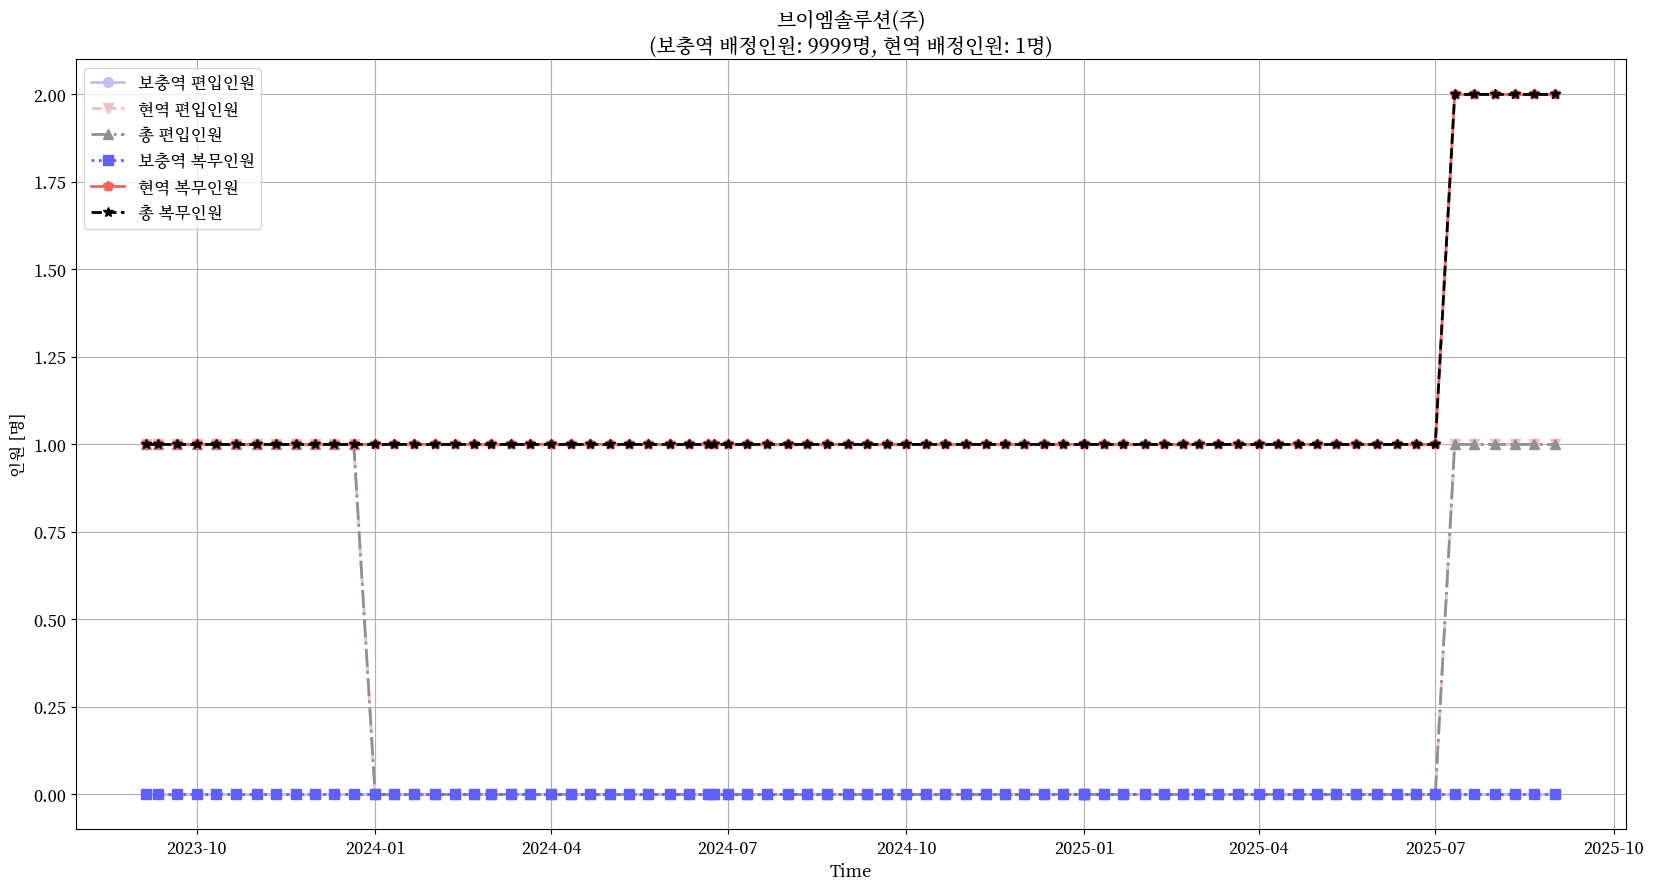 브이엠솔루션(주)
(보충역 배정인원: 9999명, 현역 배정인원: 1명)
보충역 편입인원
현역 편입인원
총 편입인원
보충역 복무인원
현역 복무인원
총 복무인원
2.00
1.75
1.50
1.25
1.00
0.75
0.50
0.25
0.00
인원 [명]
2023-10 2024-01 2024-04 2024-07 2024-10 2025-01 2025-04 2025-07 2025-10
Time